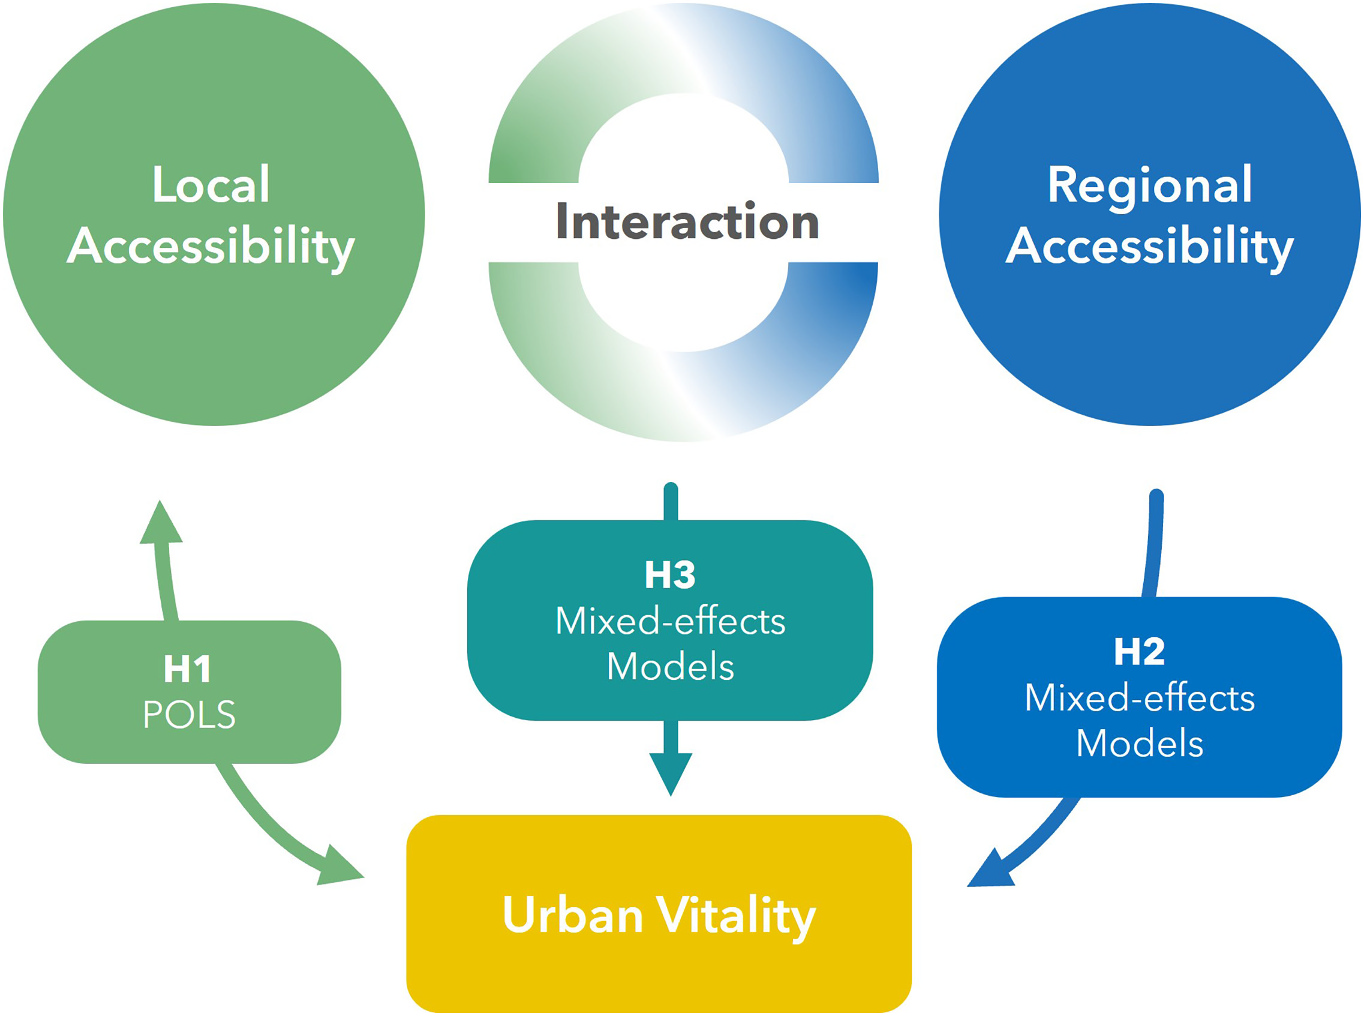 Local
Accessibility
Interaction
Regional
Accessibility
H1
POLS
H3
Mixed-effects
Models
H2
Mixed-effects
Models
Urban Vitality